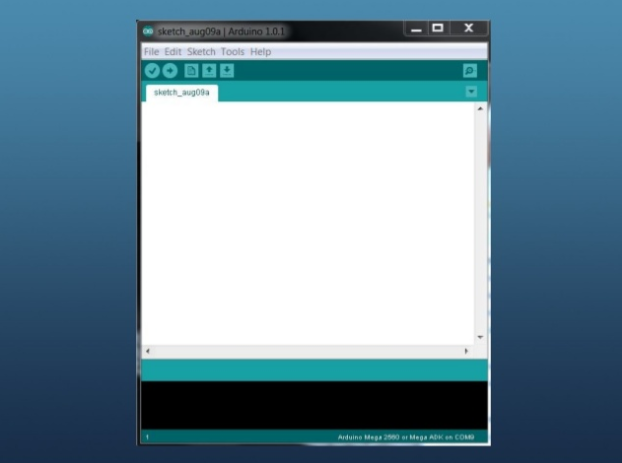 sketch_aug09a | Arduino 1.0.1
File Edit Sketch Tools Help
sketch_aug09a
1
Arduino Mega 2560 or Mega ADK on COM8